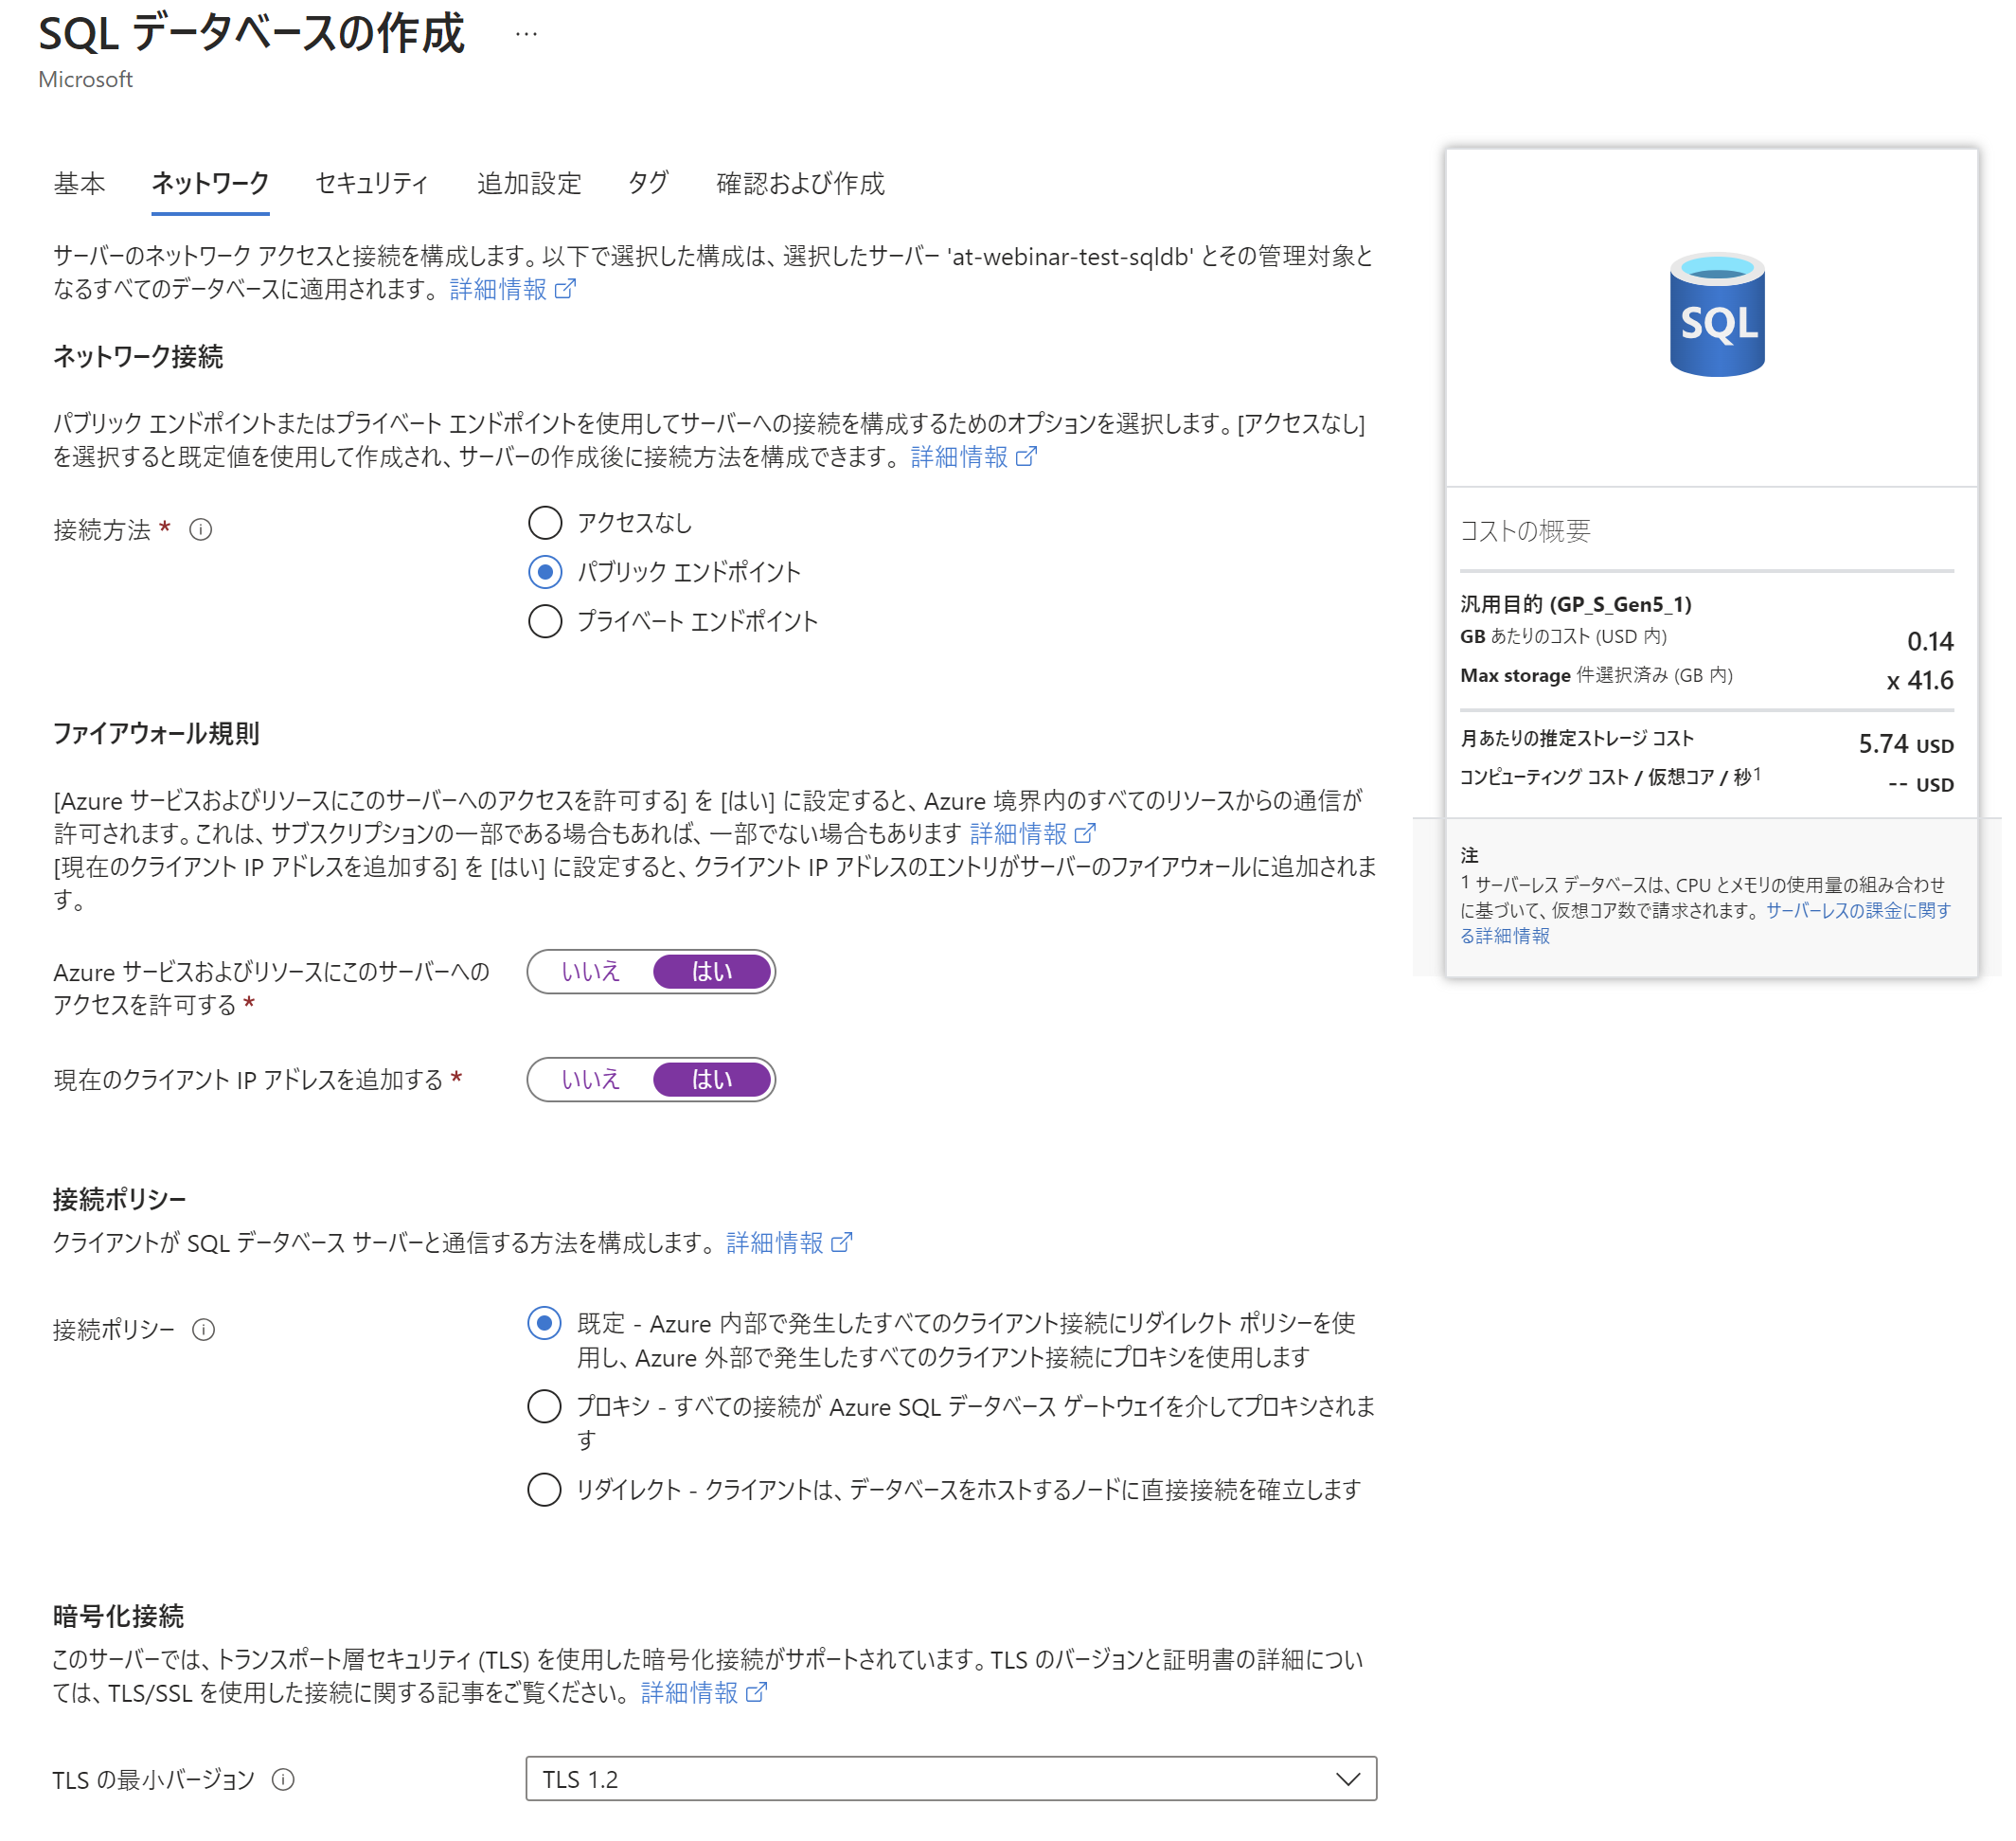 SQL データベースの作成 …
Microsoft
基本 ネットワーク セキュリティ 追加設定 タグ 確認および作成
サーバーのネットワーク アクセスと接続を構成します。以下で選択した構成は、選択したサーバー 'at-webinar-test-sqldb' とその管理対象と
なるすべてのデータベースに適用されます。 詳細情報
ネットワーク接続
パブリック エンドポイントまたはプライベート エンドポイントを使用してサーバーへの接続を構成するためのオプションを選択します。[アクセスなし]
を選択すると既定値を使用して作成され、サーバーの作成後に接続方法を構成できます。 詳細情報
接続方法 *
アクセスなし
パブリック エンドポイント
プライベート エンドポイント
ファイアウォール規則
[Azure サービスおよびリソースにこのサーバーへのアクセスを許可する] を [はい] に設定すると、Azure 境界内のすべてのリソースからの通信が
許可されます。これは、サブスクリプションの一部である場合もあれば、一部でない場合もあります 詳細情報
[現在のクライアント IP アドレスを追加する] を [はい] に設定すると、クライアント IP アドレスのエントリがサーバーのファイアウォールに追加されま
す。
Azure サービスおよびリソースにこのサーバーへの
アクセスを許可する *
いいえ はい
現在のクライアント IP アドレスを追加する *
いいえ はい
接続ポリシー
クライアントが SQL データベース サーバーと通信する方法を構成します。 詳細情報
接続ポリシー
既定 - Azure 内部で発生したすべてのクライアント接続にリダイレクト ポリシーを使
用し、Azure 外部で発生したすべてのクライアント接続にプロキシを使用します
プロキシ - すべての接続が Azure SQL データベース ゲートウェイを介してプロキシされま
す
リダイレクト - クライアントは、データベースをホストするノードに直接接続を確立します
暗号化接続
このサーバーでは、トランスポート層セキュリティ (TLS) を使用した暗号化接続がサポートされています。TLS のバージョンと証明書の詳細につい
ては、TLS/SSL を使用した接続に関する記事をご覧ください。 詳細情報
TLS の最小バージョン
TLS 1.2
SQL
コストの概要
汎用目的 (GP_S_Gen5_1)
GB あたりのコスト (USD 内) 0.14
Max storage 件選択済み (GB 内) x 41.6
月あたりの推定ストレージ コスト 5.74 USD
コンピューティング コスト / 仮想コア / 秒1 -- USD
注
1 サーバーレス データベースは、CPU とメモリの使用量の組み合わせ
に基づいて、仮想コア数で請求されます。 サーバーレスの課金に関す
る詳細情報